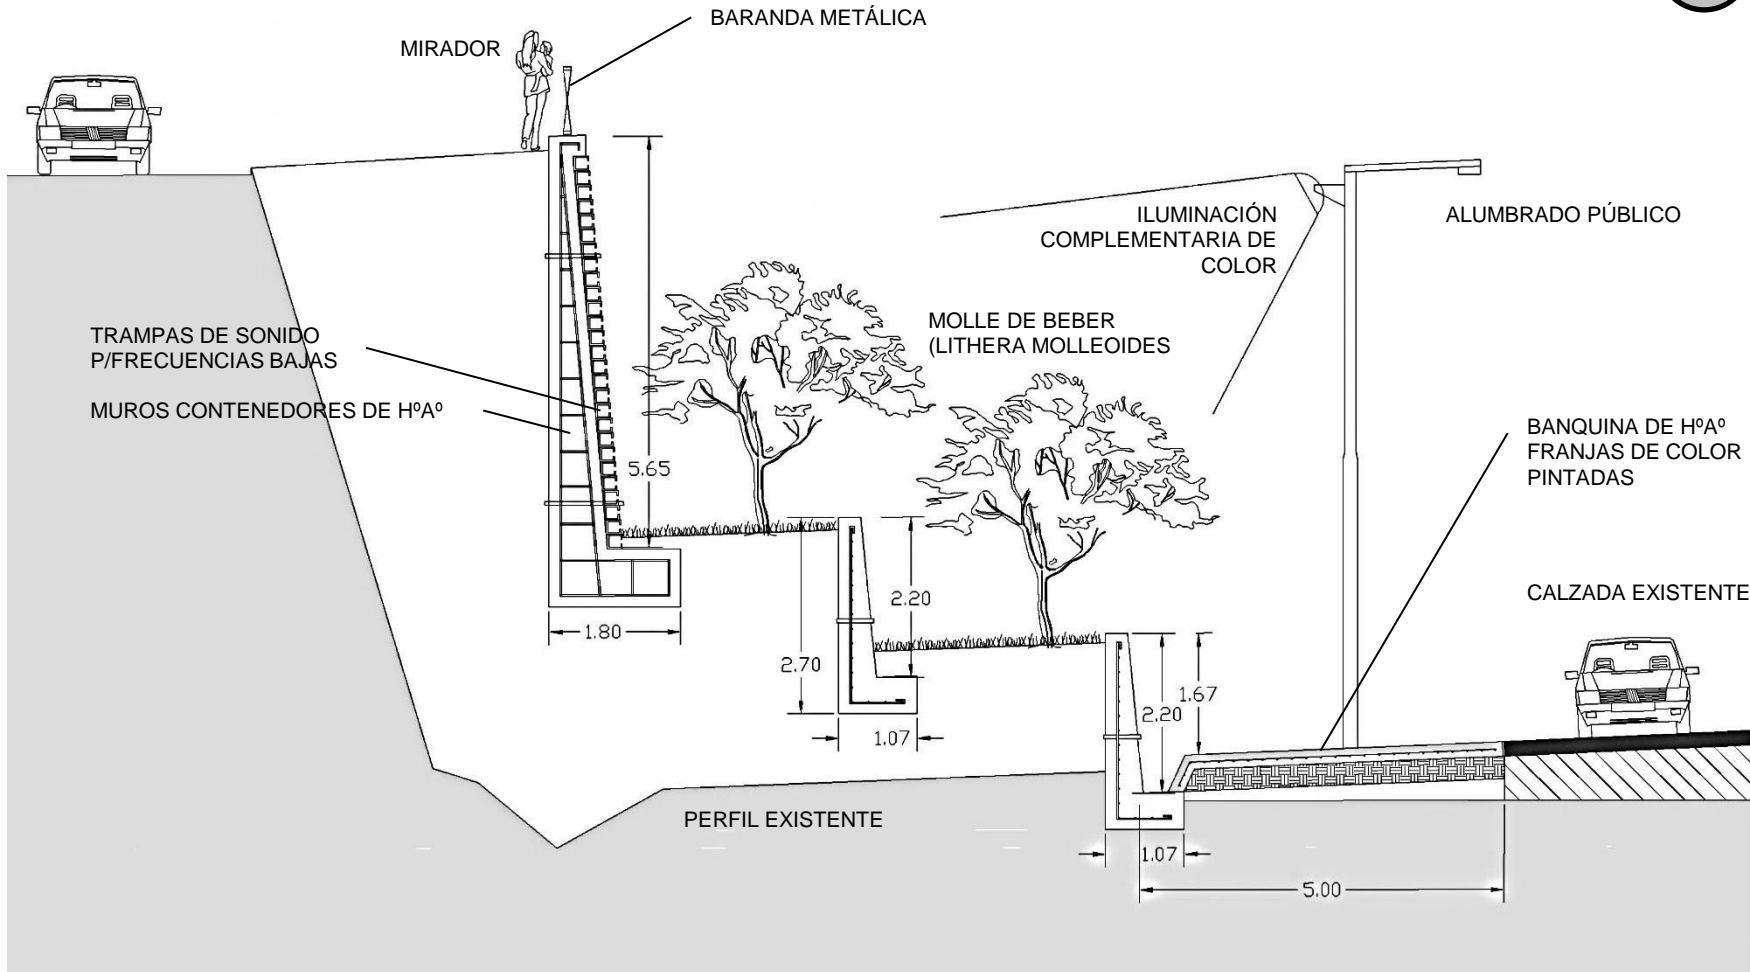 BARANDA METÁLICA
MIRADOR
ILUMINACIÓN
COMPLEMENTARIA DE
COLOR
ALUMBRADO PÚBLICO
TRAMPAS DE SONIDO
P/FRECUENCIAS BAJAS
MOLLE DE BEBER
(LITHERA MOLLEOIDES
MUROS CONTENEDORES DE HºAº
BANQUINA DE HºAº
FRANJAS DE COLOR
PINTADAS
5.65
2.20
CALZADA EXISTENTE
1.80
2.70
1.67
2.20
1.07
PERFIL EXISTENTE
1.07
5.00